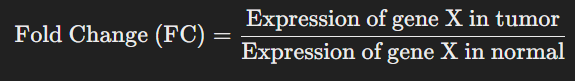 Fold Change (FC) = Expression of gene X in tumor
Expression of gene X in normal